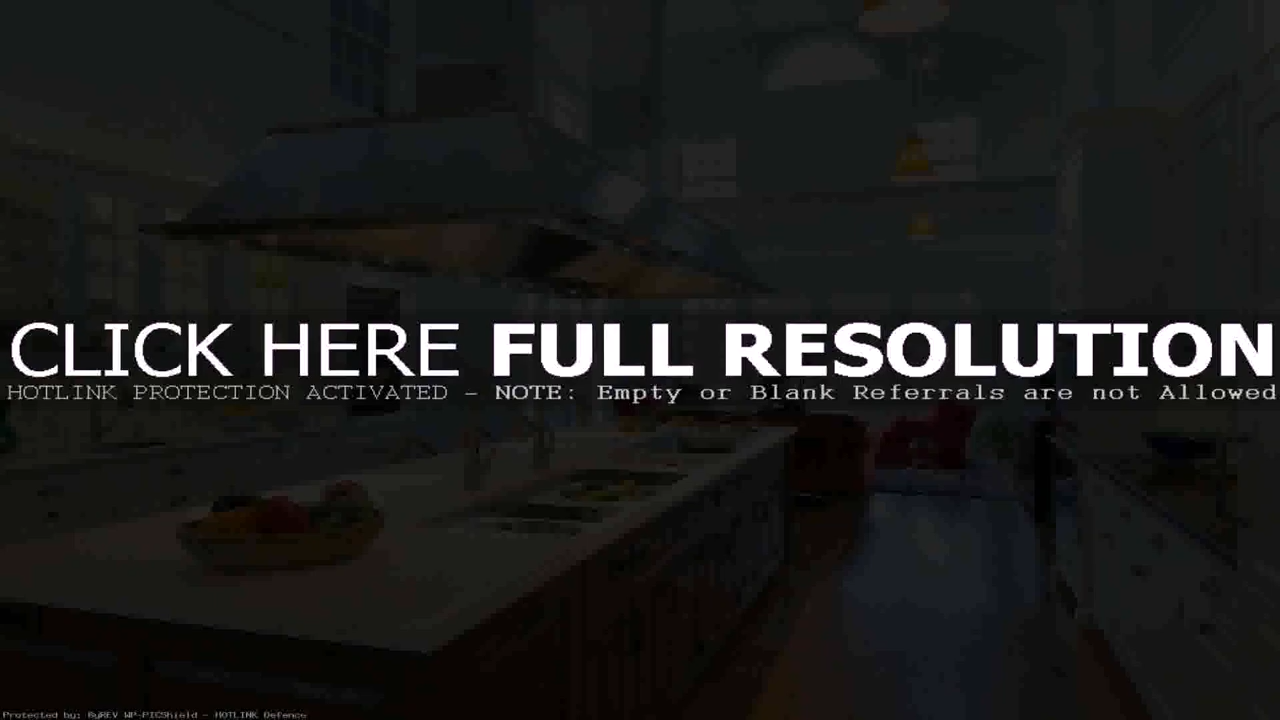 CLICK HERE FULL RESOLUTION
HOTLINK PROTECTION ACTIVATED - NOTE: Empty or Blank Referrals are not Allowed
Protected by: ByREV WP-PICShield - HOTLINK Defence